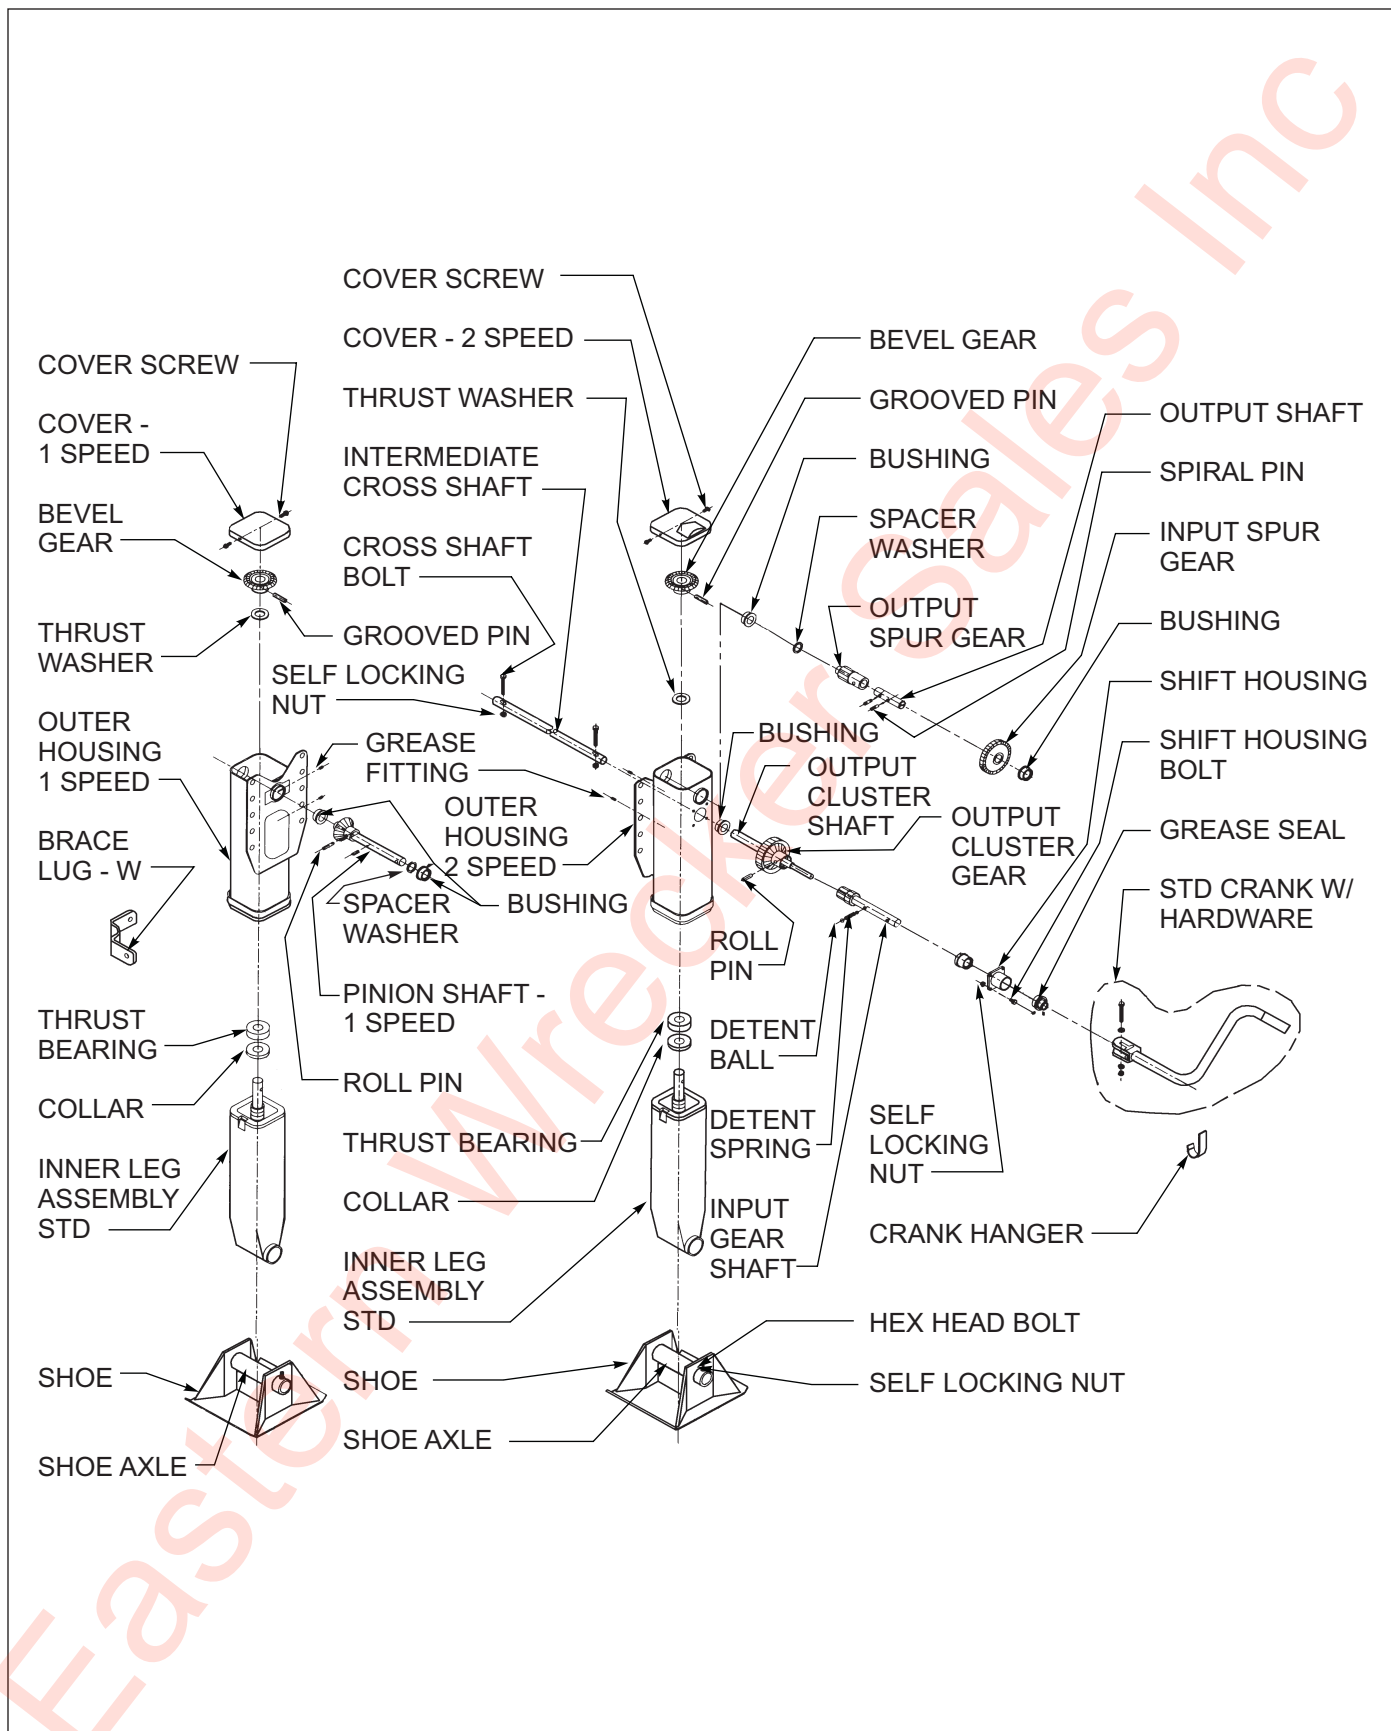 COVER SCREW
COVER -
1 SPEED
BEVEL
GEAR
THRUST
WASHER
OUTER
HOUSING
1 SPEED
BRACE
LUG - W
THRUST
BEARING
COLLAR
INNER LEG
ASSEMBLY
STD
SHOE
SHOE AXLE
COVER SCREW
COVER - 2 SPEED
THRUST WASHER
INTERMEDIATE
CROSS SHAFT
CROSS SHAFT
BOLT
GROOVED PIN
SELF LOCKING
NUT
GREASE
FITTING
OUTER
HOUSING
2 SPEED
SPACER
WASHER
BUSHING
PINION SHAFT -
1 SPEED
ROLL PIN
THRUST BEARING
COLLAR
INNER LEG
ASSEMBLY
STD
SHOE
SHOE AXLE
BEVEL GEAR
GROOVED PIN
BUSHING
SPACER
WASHER
OUTPUT
SPUR GEAR
BUSHING
OUTPUT
CLUSTER
SHAFT
OUTPUT
CLUSTER
GEAR
ROLL
PIN
DETENT
BALL
DETENT
SPRING
INPUT
GEAR
SHAFT
SELF
LOCKING
NUT
CRANK HANGER
HEX HEAD BOLT
SELF LOCKING NUT
OUTPUT SHAFT
SPIRAL PIN
INPUT SPUR
GEAR
BUSHING
SHIFT HOUSING
SHIFT HOUSING
BOLT
GREASE SEAL
STD CRANK W/
HARDWARE
Eastern Wrecker Sales Inc